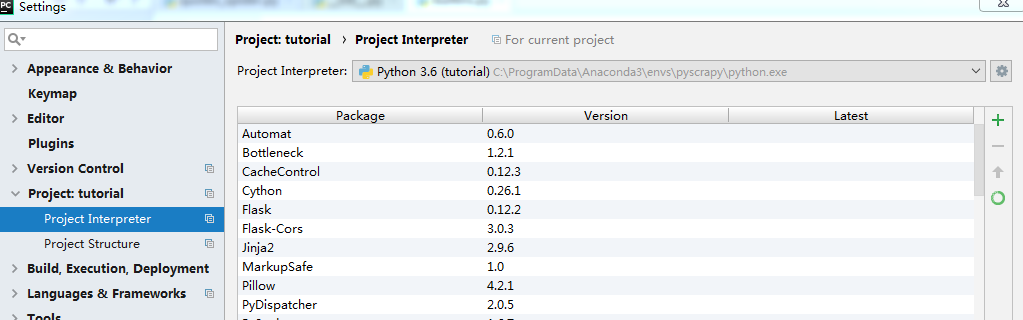 PC Settings
Project: tutorial › Project Interpreter For current project
Appearance & Behavior
Project Interpreter: Python 3.6 (tutorial) C:\ProgramData\Anaconda3\envs\pyscrapy\python.exe
Keymap
Editor
Plugins
Version Control
Project: tutorial
Project Interpreter
Project Structure
Build, Execution, Deployment
Languages & Frameworks
Tools
Package Version Latest
Automat 0.6.0
Bottleneck 1.2.1
CacheControl 0.12.3
Cython 0.26.1
Flask 0.12.2
Flask-Cors 3.0.3
Jinja2 2.9.6
MarkupSafe 1.0
Pillow 4.2.1
PyDispatcher 2.0.5